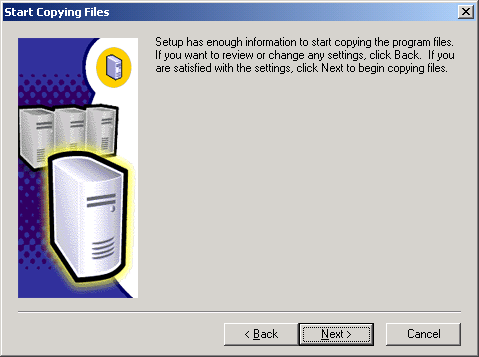 Start Copying Files
Setup has enough information to start copying the program files.
If you want to review or change any settings, click Back.  If you
are satisfied with the settings, click Next to begin copying files.
< Back
Next >
Cancel